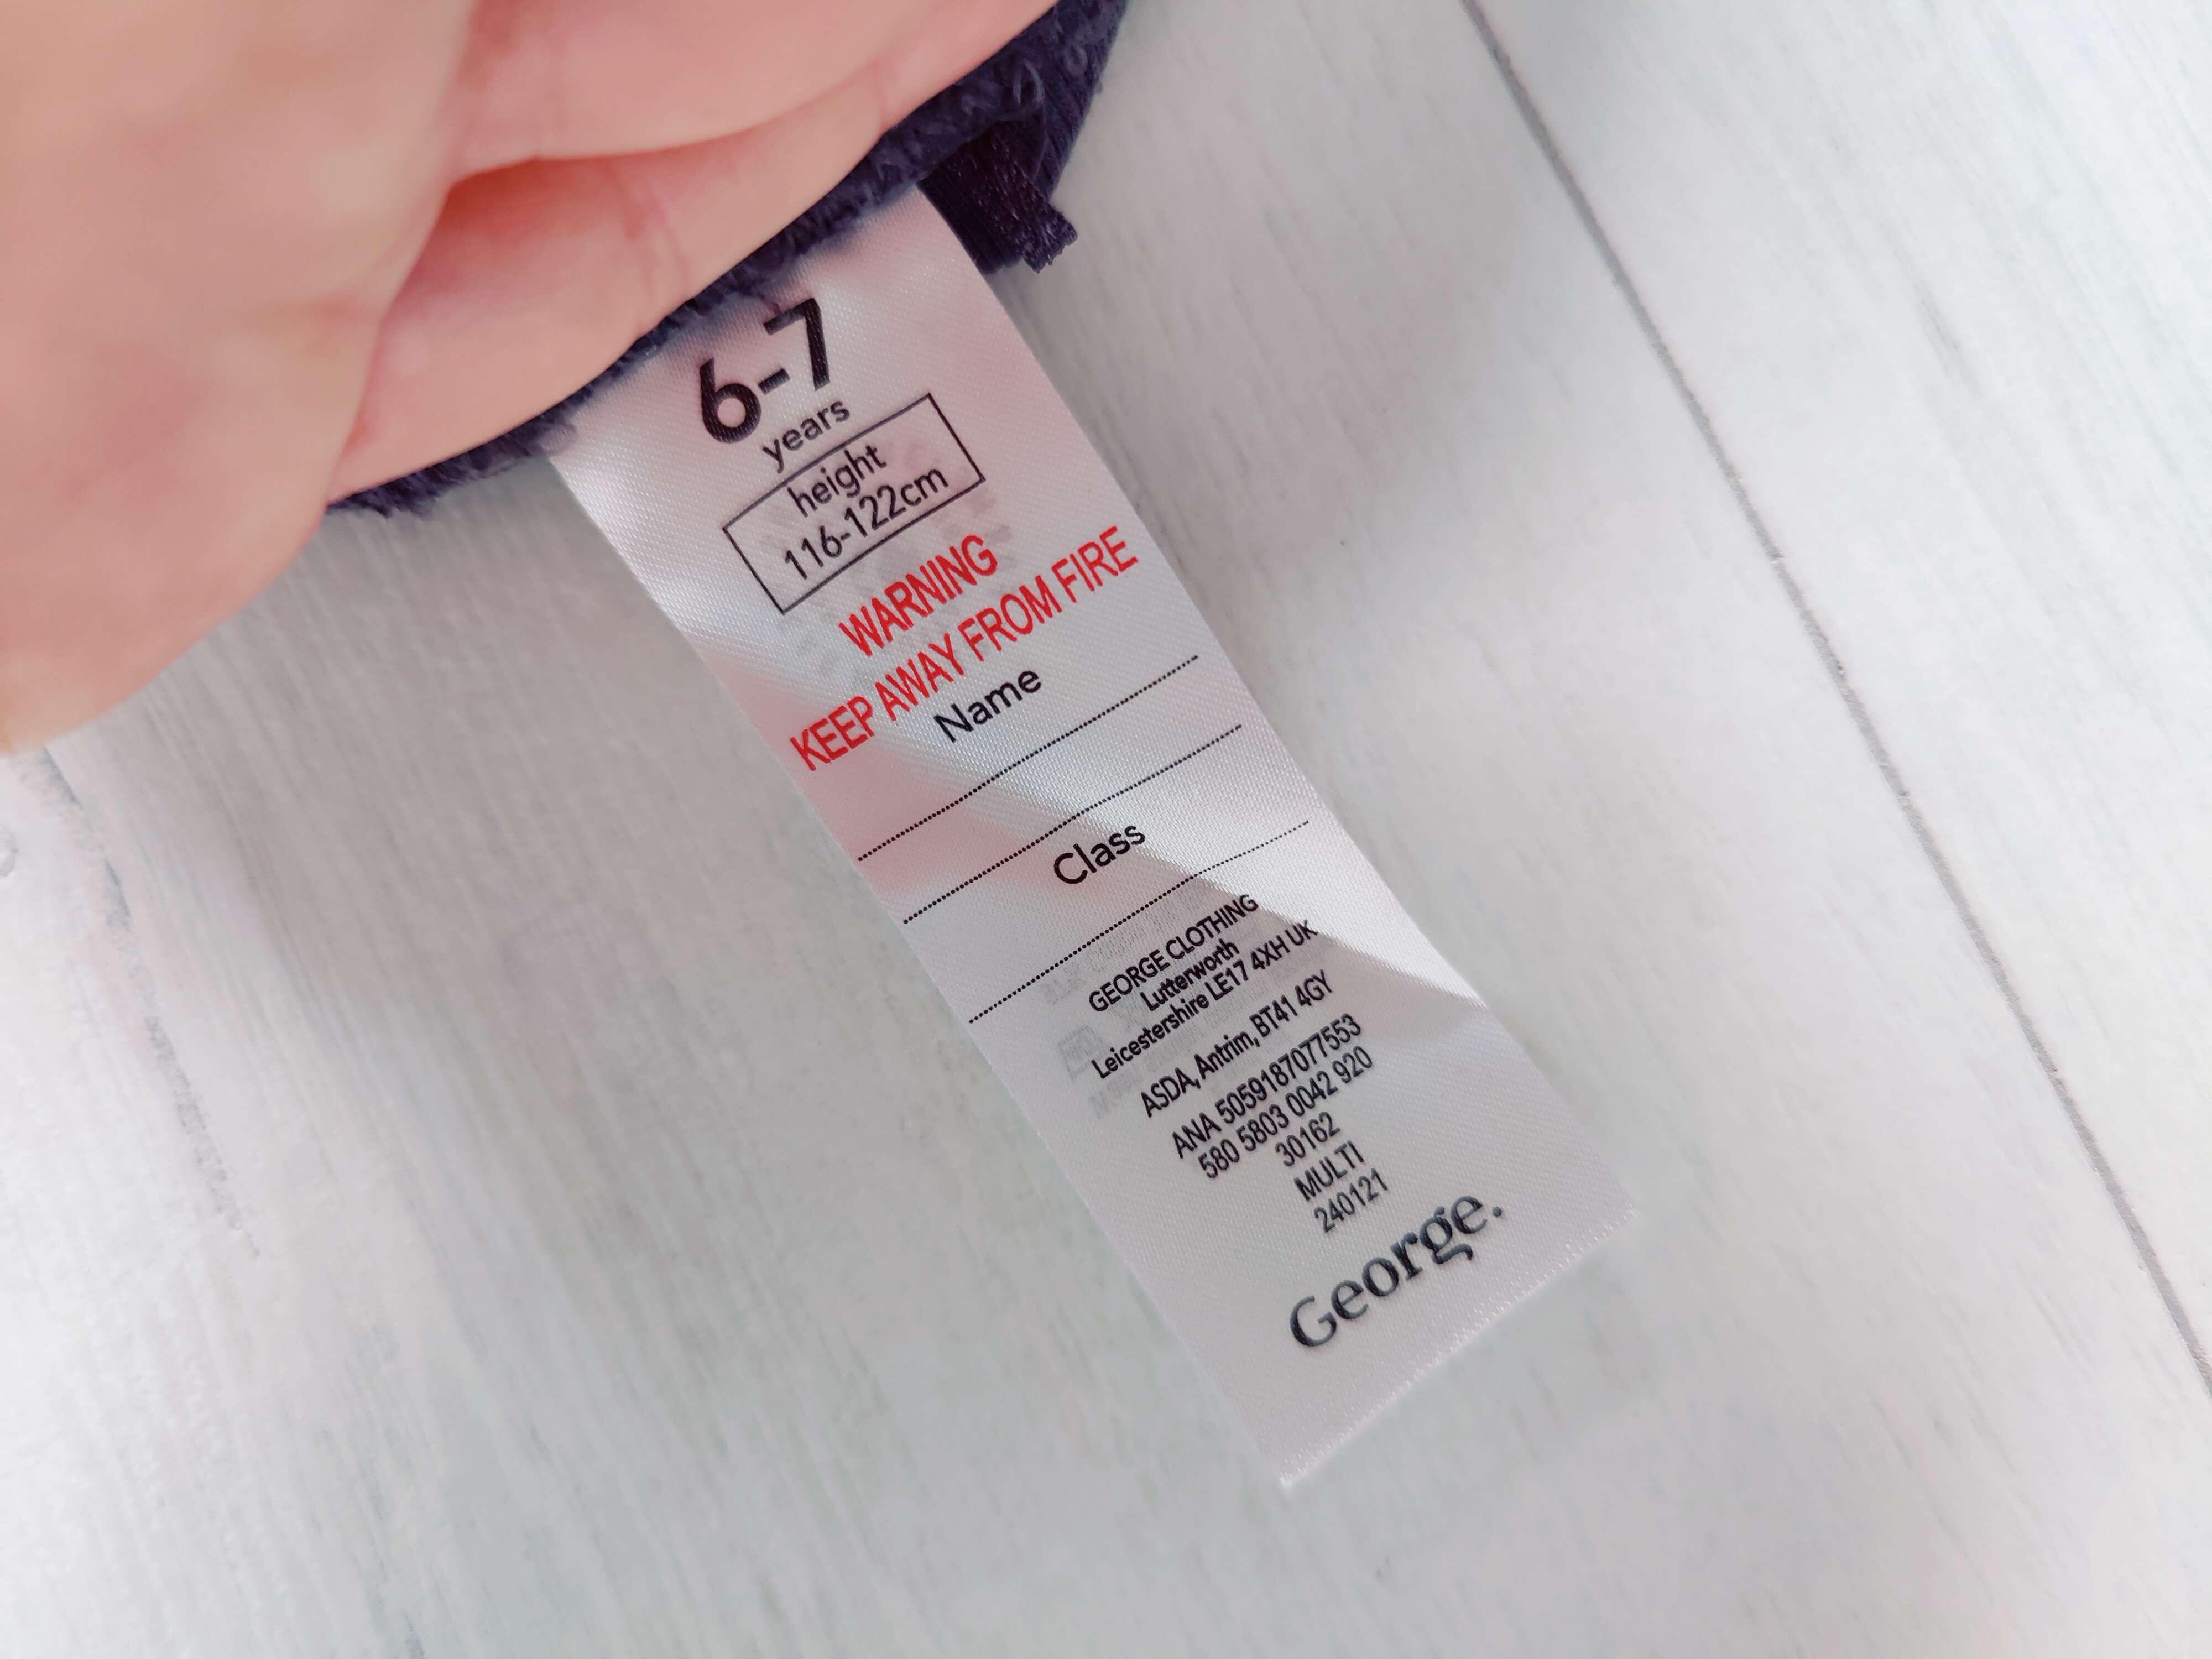 6-7
years
height
116-122cm
WARNING
KEEP AWAY FROM FIRE
Name
Class
GEORGE CLOTHING
Lutterworth
Leicestershire LE17 4XH UK
ASDA, Antrim, BT41 4GY
ANA 5059187077553
580 5803 0042 920
30162
MULTI
240121
George.